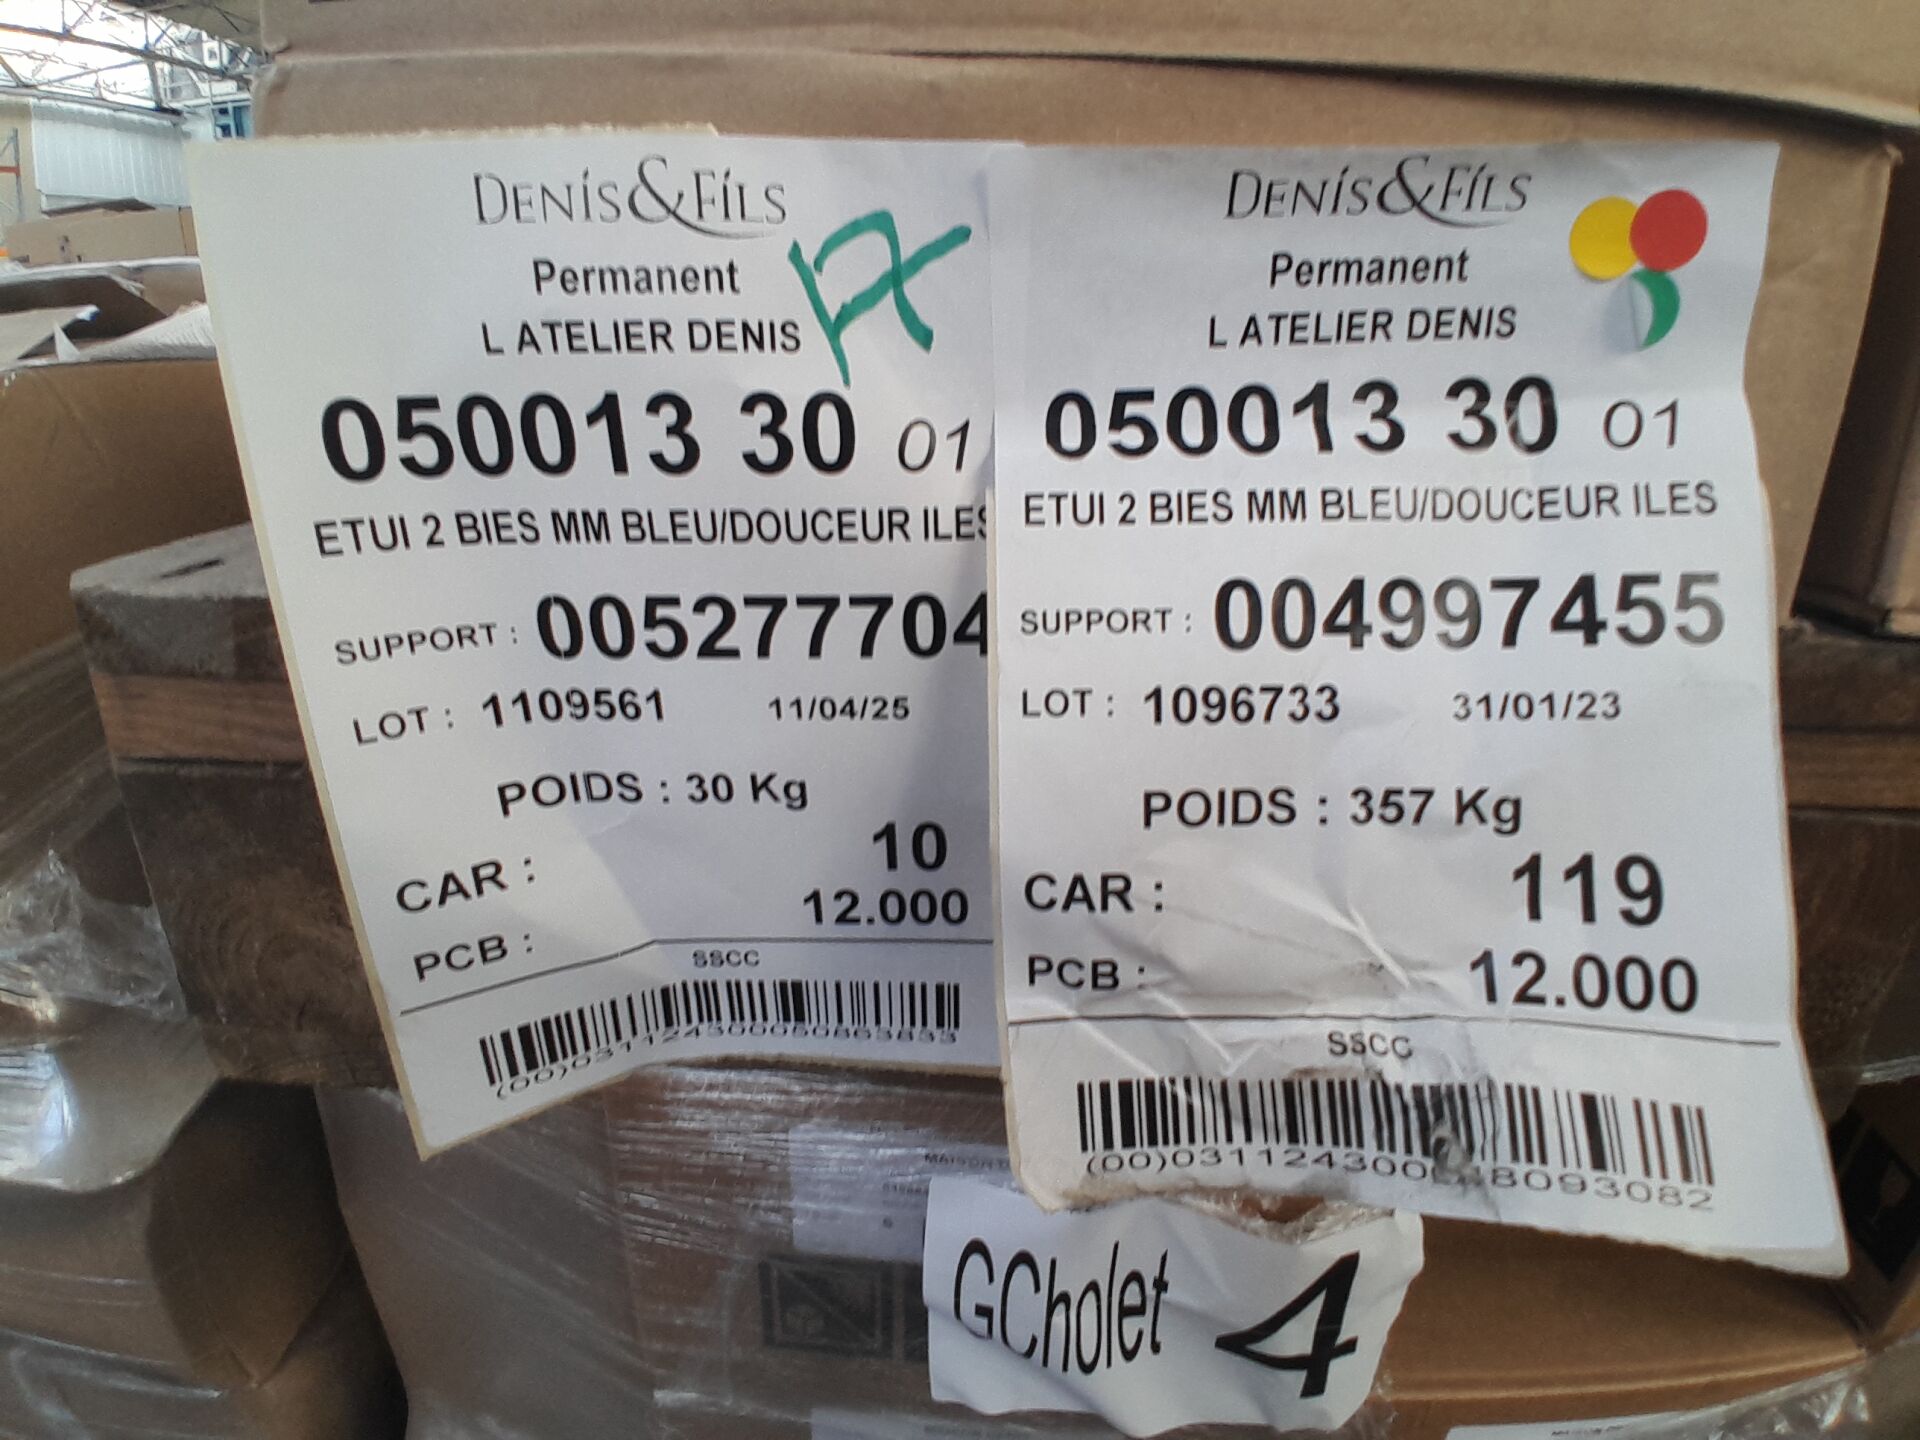 DENIS&FILS
Permanent
L ATELIER DENIS
050013 30 01
ETUI 2 BIES MM BLEU/DOUCEUR ILES
SUPPORT : 005277704
LOT : 1109561 11/04/25
POIDS : 30 Kg
CAR : 10
PCB : 12.000
SSCC
(00)031124300050863833
DENIS&FILS
Permanent
L ATELIER DENIS
050013 30 01
ETUI 2 BIES MM BLEU/DOUCEUR ILES
SUPPORT : 004997455
LOT : 1096733 31/01/23
POIDS : 357 Kg
CAR : 119
PCB : 12.000
SSCC
GCholet 4